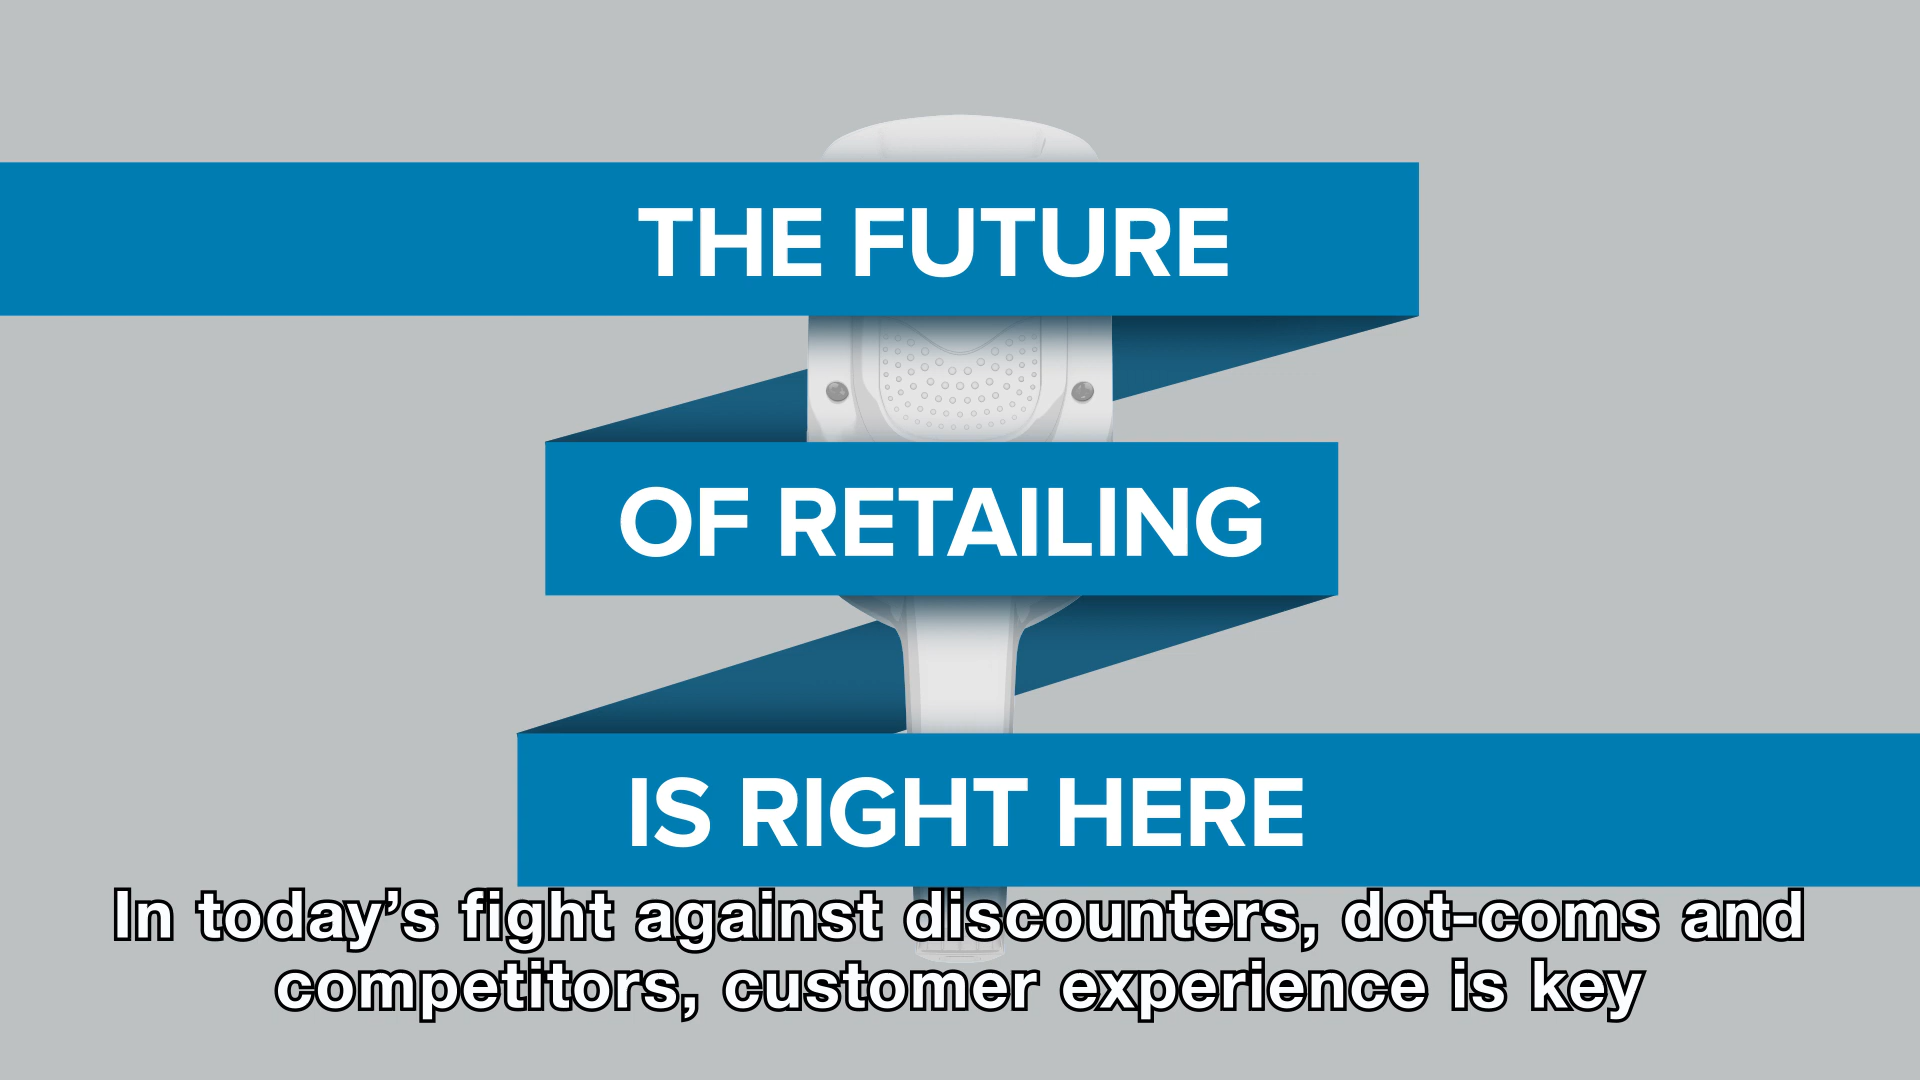 THE FUTURE
OF RETAILING
IS RIGHT HERE
In today’s fight against discounters, dot-coms and
competitors, customer experience is key